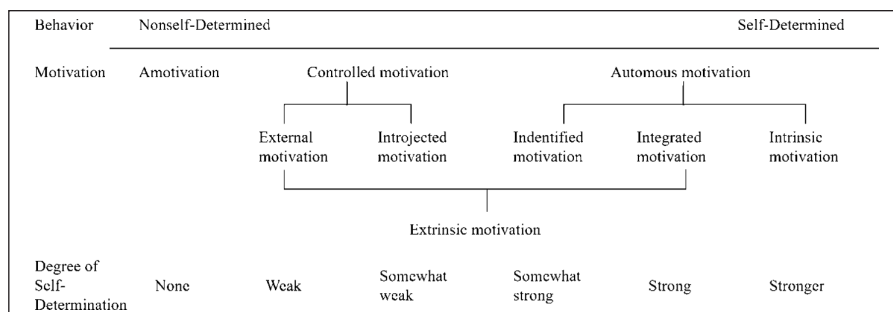 Behavior Nonself-Determined Self-Determined
Motivation Amotivation Controlled motivation Automous motivation
External Introjected Indentified Integrated Intrinsic
motivation motivation motivation motivation motivation
Extrinsic motivation
Degree of
Self-
Determination
None Weak Somewhat
weak
Somewhat
strong
Strong Stronger